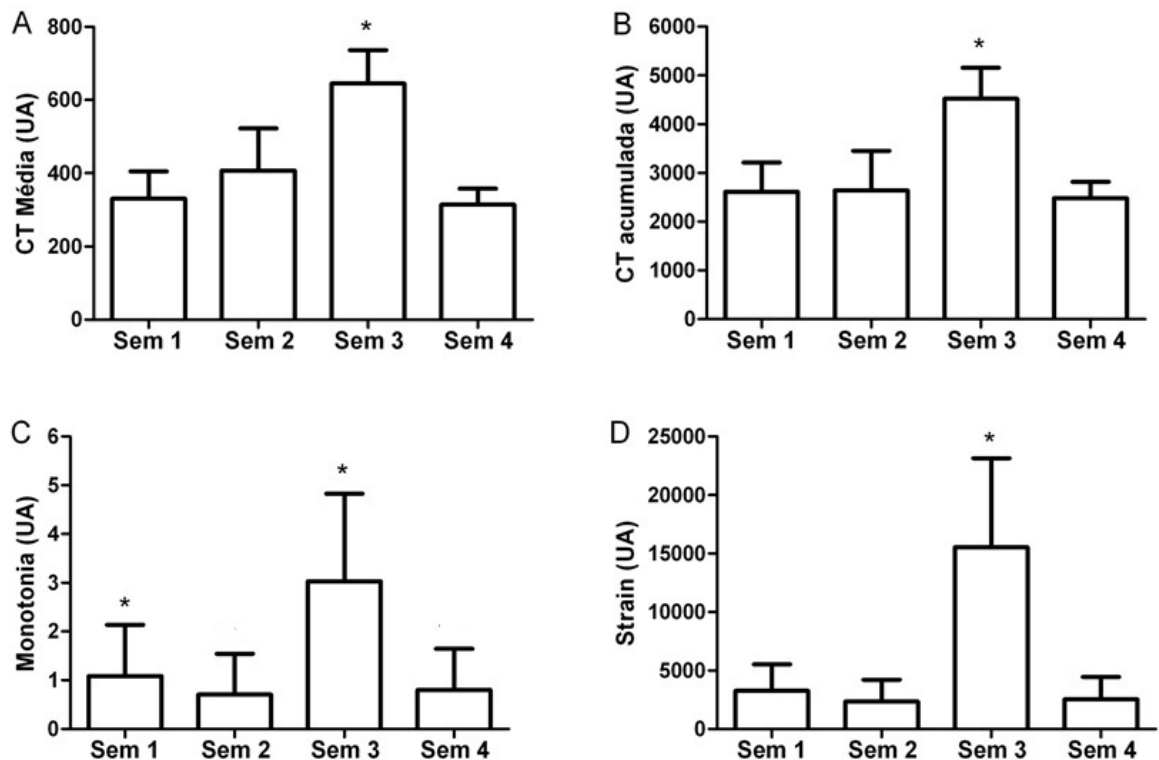 A
CT Média (UA)
800
600
400
200
0
*
Sem 1 Sem 2 Sem 3 Sem 4
B
CT acumulada (UA)
6000
5000
4000
3000
2000
1000
0
*
Sem 1 Sem 2 Sem 3 Sem 4
C
Monotonia (UA)
6
5
4
3
2
1
0
*
*
Sem 1 Sem 2 Sem 3 Sem 4
D
Strain (UA)
25000
20000
15000
10000
5000
0
*
Sem 1 Sem 2 Sem 3 Sem 4